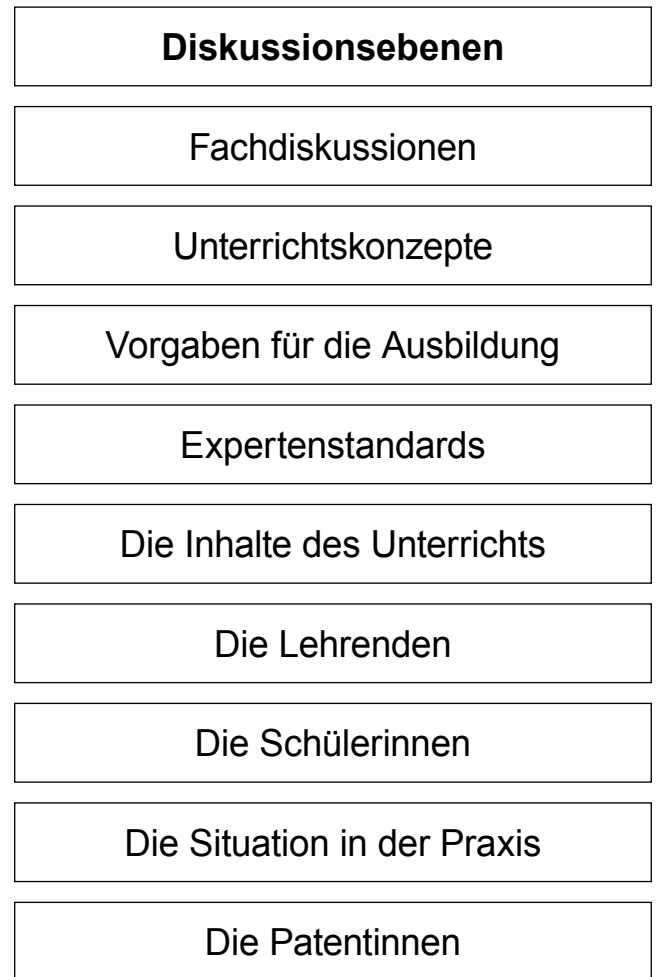 Diskussionsebenen
Fachdiskussionen
Unterrichtskonzepte
Vorgaben für die Ausbildung
Expertenstandards
Die Inhalte des Unterrichts
Die Lehrenden
Die Schülerinnen
Die Situation in der Praxis
Die Patentinnen